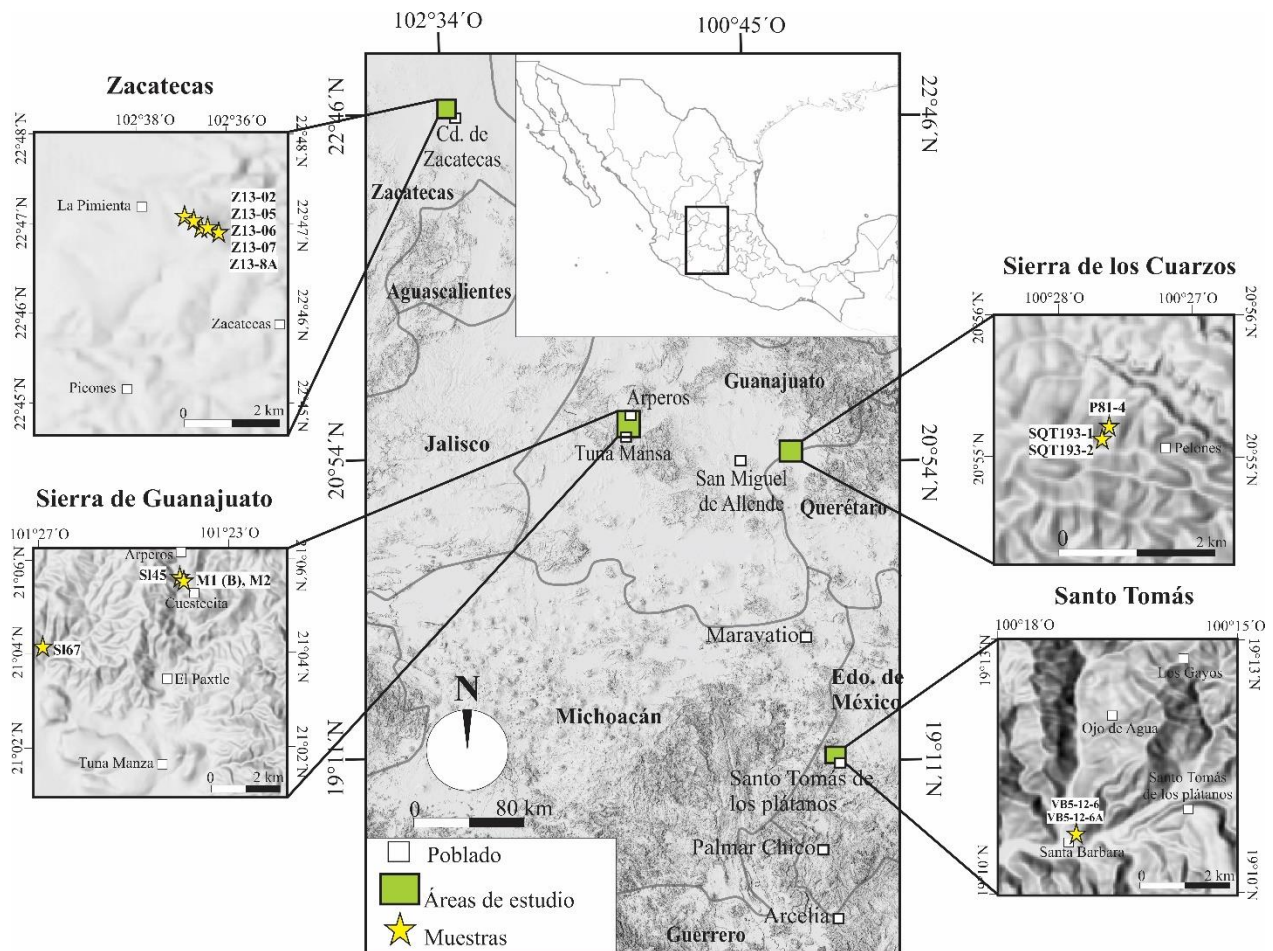 102°34´O
100°45´O
Zacatecas
102°38´O
102°36´O
22°48´N
22°48´N
La Pimienta
Z13-02
Z13-05
Z13-06
Z13-07
Z13-8A
22°47´N
22°46´N
22°46´N
Zacatecas
Picones
22°45´N
22°45´N
0
2 km
22°46´N
22°46´N
Cd. de
Zacatecas
Zacatecas
Aguascalientes
Guanajuato
Arperos
Jalisco
Tuna Mansa
20°54´N
20°54´N
San Miguel
de Allende
Querétaro
Sierra de los Cuarzos
100°28´O
100°27´O
20°56´N
20°56´N
P81-4
SQT193-1
SQT193-2
Pelones
20°55´N
20°55´N
0
2 km
Sierra de Guanajuato
101°27´O
101°23´O
Arperos
21°06´N
21°06´N
Sl45
M1 (B), M2
Cuestecita
21°04´N
21°04´N
Sl67
El Paxtle
21°02´N
21°02´N
Tuna Manza
0
2 km
Maravatio
Edo. de
México
N
Michoacán
19°11´N
19°11´N
Santo Tomás de
los plátanos
0
80 km
Palmar Chico
Arcelia
Guerrero
Poblado
Áreas de estudio
Muestras
Santo Tomás
100°18´O
100°15´O
19°13´N
19°13´N
Los Gayos
Ojo de Agua
Santo Tomás
de los plátanos
VB5-12-6
VB5-12-6A
Santa Barbara
19°10´N
19°10´N
0
2 km